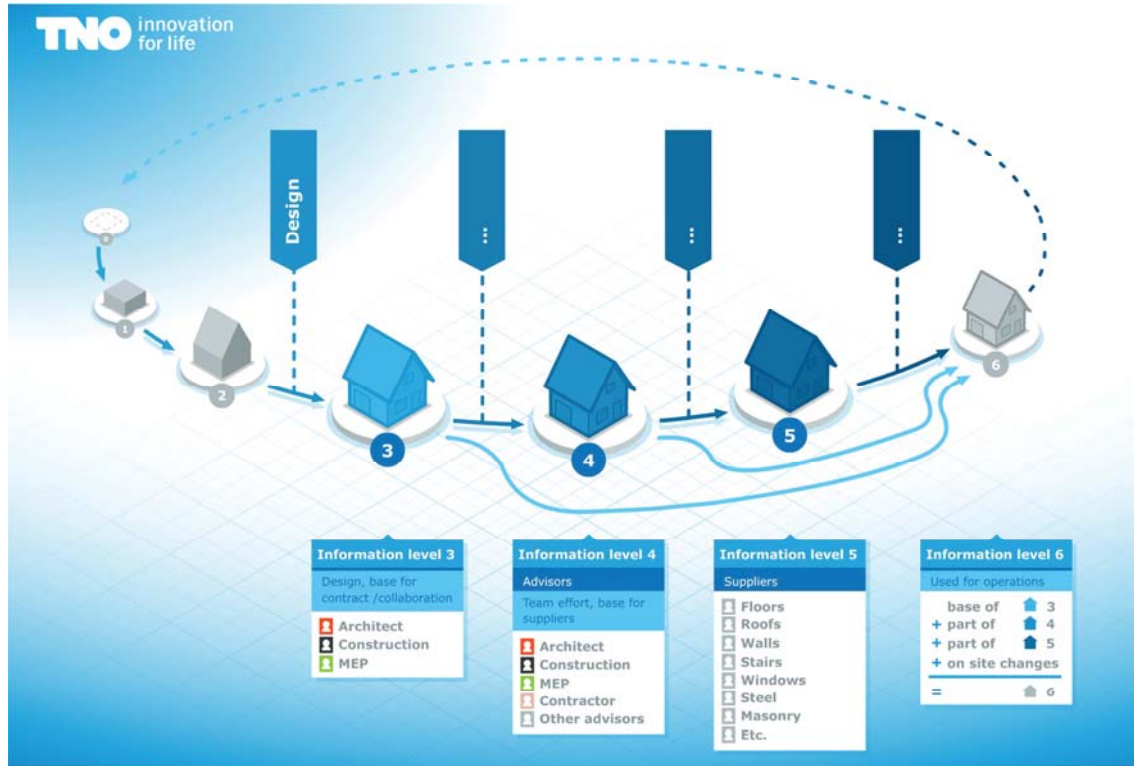 TNO innovation
for life
Design
...
...
...
0
1
2
3
4
5
6
Information level 3
Design, base for
contract /collaboration
Architect
Construction
MEP
Information level 4
Advisors
Team effort, base for
suppliers
Architect
Construction
MEP
Contractor
Other advisors
Information level 5
Suppliers
Floors
Roofs
Walls
Stairs
Windows
Steel
Masonry
Etc.
Information level 6
Used for operations
base of 3
+ part of 4
+ part of 5
+ on site changes
= 6